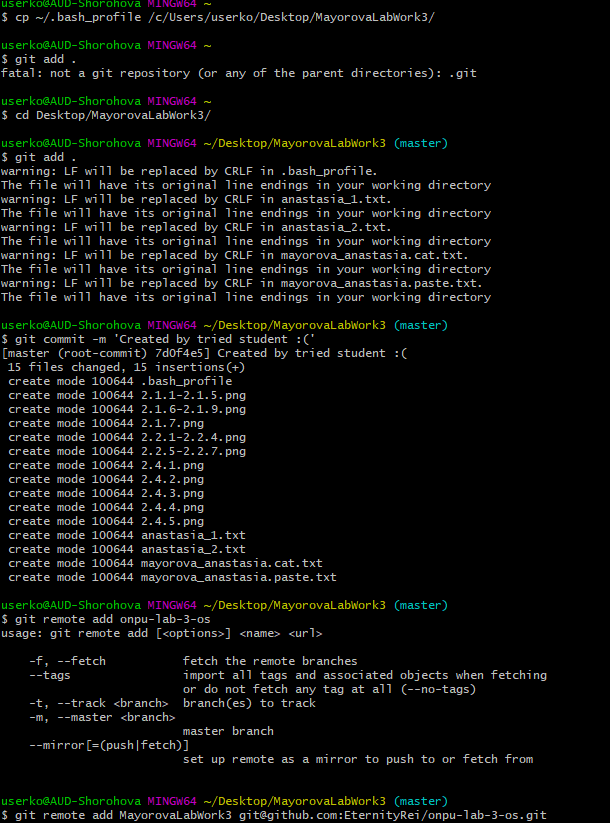 userko@AUD-Shorohova MINGW64 ~
$ cp ~/.bash_profile /c/Users/userko/Desktop/MayorovaLabWork3/
userko@AUD-Shorohova MINGW64 ~
$ git add .
fatal: not a git repository (or any of the parent directories): .git
userko@AUD-Shorohova MINGW64 ~
$ cd Desktop/MayorovaLabWork3/
userko@AUD-Shorohova MINGW64 ~/Desktop/MayorovaLabWork3 (master)
$ git add .
warning: LF will be replaced by CRLF in .bash_profile.
The file will have its original line endings in your working directory
warning: LF will be replaced by CRLF in anastasia_1.txt.
The file will have its original line endings in your working directory
warning: LF will be replaced by CRLF in anastasia_2.txt.
The file will have its original line endings in your working directory
warning: LF will be replaced by CRLF in mayorova_anastasia.cat.txt.
The file will have its original line endings in your working directory
warning: LF will be replaced by CRLF in mayorova_anastasia.paste.txt.
The file will have its original line endings in your working directory
userko@AUD-Shorohova MINGW64 ~/Desktop/MayorovaLabWork3 (master)
$ git commit -m 'Created by tried student :('
[master (root-commit) 7d0f4e5] Created by tried student :(
 15 files changed, 15 insertions(+)
 create mode 100644 .bash_profile
 create mode 100644 2.1.1-2.1.5.png
 create mode 100644 2.1.6-2.1.9.png
 create mode 100644 2.1.7.png
 create mode 100644 2.2.1-2.2.4.png
 create mode 100644 2.2.5-2.2.7.png
 create mode 100644 2.4.1.png
 create mode 100644 2.4.2.png
 create mode 100644 2.4.3.png
 create mode 100644 2.4.4.png
 create mode 100644 2.4.5.png
 create mode 100644 anastasia_1.txt
 create mode 100644 anastasia_2.txt
 create mode 100644 mayorova_anastasia.cat.txt
 create mode 100644 mayorova_anastasia.paste.txt
userko@AUD-Shorohova MINGW64 ~/Desktop/MayorovaLabWork3 (master)
$ git remote add onpu-lab-3-os
usage: git remote add [<options>] <name> <url>
    -f, --fetch           fetch the remote branches
    --tags                import all tags and associated objects when fetching
                          or do not fetch any tag at all (--no-tags)
    -t, --track <branch>  branch(es) to track
    -m, --master <branch>
                          master branch
    --mirror[=(push|fetch)]
                          set up remote as a mirror to push to or fetch from
userko@AUD-Shorohova MINGW64 ~/Desktop/MayorovaLabWork3 (master)
$ git remote add MayorovaLabWork3 git@github.com:EternityRei/onpu-lab-3-os.git